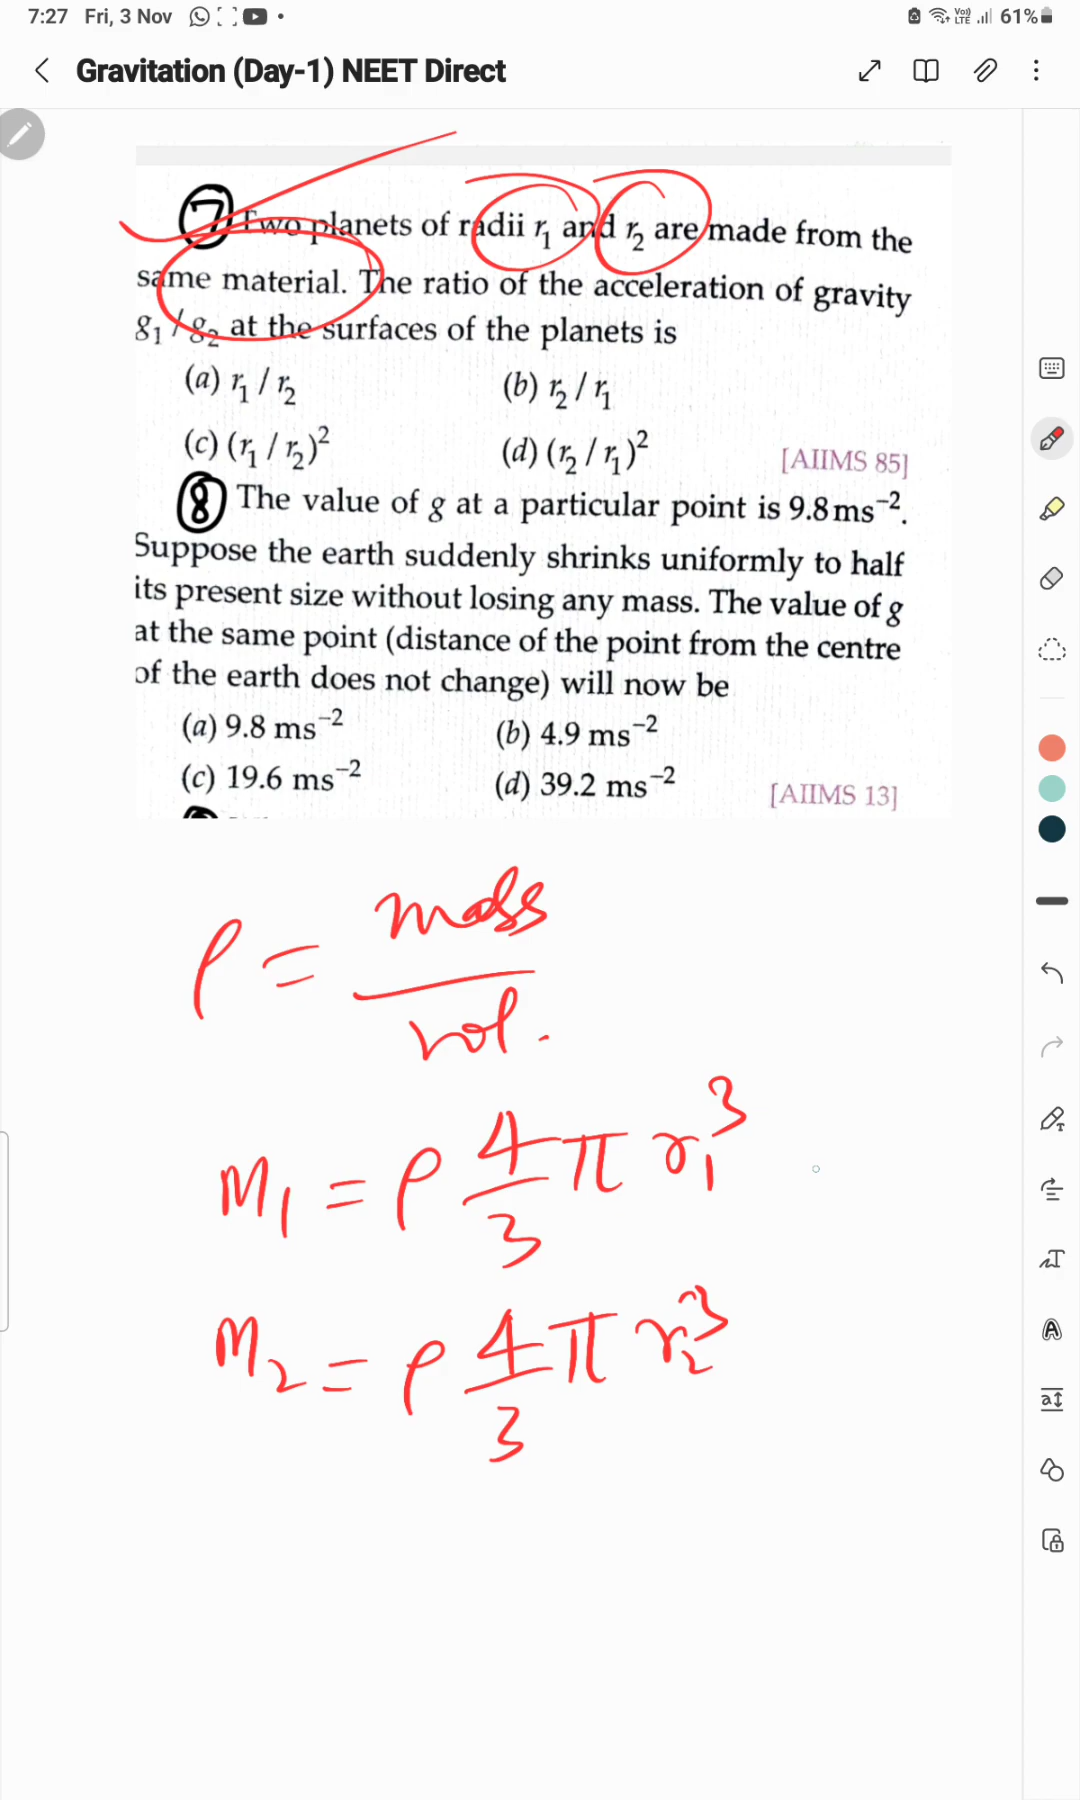 7:27 Fri, 3 Nov
61%
Gravitation (Day-1) NEET Direct
7 Two planets of radii r₁ and r₂ are made from the
same material. The ratio of the acceleration of gravity
g₁/g₂ at the surfaces of the planets is
(a) r₁ / r₂ (b) r₂ / r₁
(c) (r₁ / r₂)² (d) (r₂ / r₁)² [AIIMS 85]
8 The value of g at a particular point is 9.8 ms⁻².
Suppose the earth suddenly shrinks uniformly to half
its present size without losing any mass. The value of g
at the same point (distance of the point from the centre
of the earth does not change) will now be
(a) 9.8 ms⁻² (b) 4.9 ms⁻²
(c) 19.6 ms⁻² (d) 39.2 ms⁻² [AIIMS 13]
ρ = mass / vol.
M₁ = ρ 4/3 π r₁³
M₂ = ρ 4/3 π r₂³